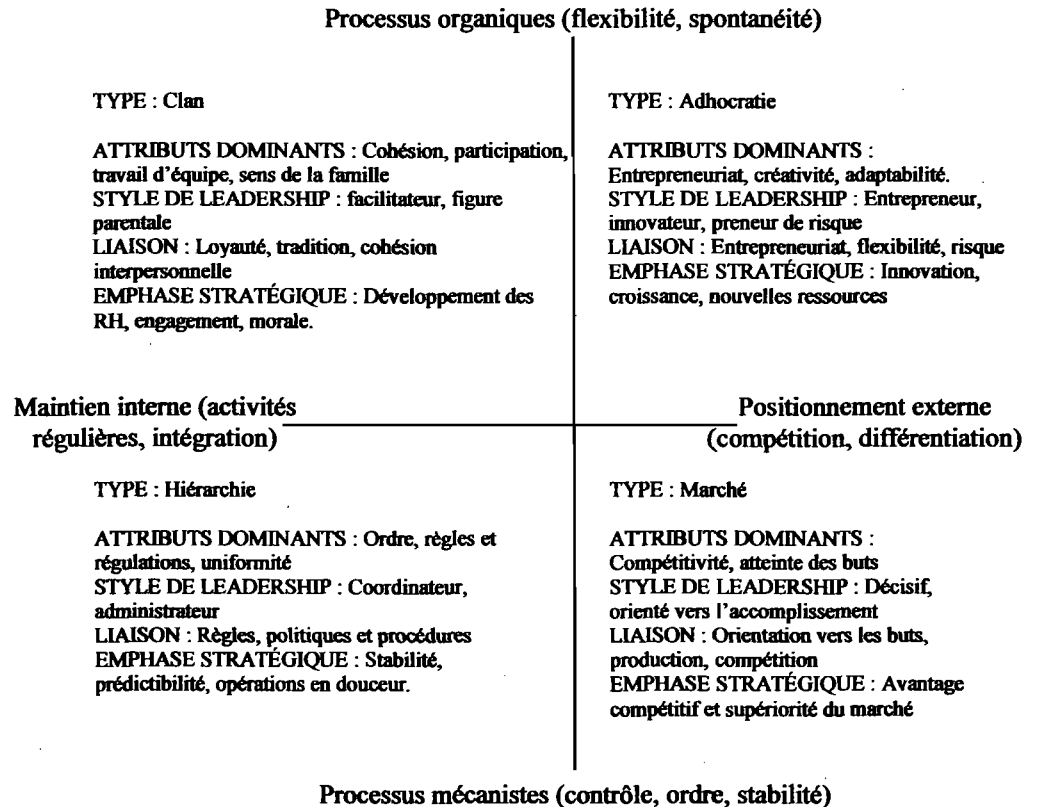 Processus organiques (flexibilité, spontanéité)
TYPE : Clan
ATTRIBUTS DOMINANTS : Cohésion, participation,
travail d'équipe, sens de la famille
STYLE DE LEADERSHIP : facilitateur, figure
parentale
LIAISON : Loyauté, tradition, cohésion
interpersonnelle
EMPHASE STRATÉGIQUE : Développement des
RH, engagement, morale.
TYPE : Adhocratie
ATTRIBUTS DOMINANTS :
Entrepreneuriat, créativité, adaptabilité.
STYLE DE LEADERSHIP : Entrepreneur,
innovateur, preneur de risque
LIAISON : Entrepreneuriat, flexibilité, risque
EMPHASE STRATÉGIQUE : Innovation,
croissance, nouvelles ressources
Maintien interne (activités
régulières, intégration)
Positionnement externe
(compétition, différentiation)
TYPE : Hiérarchie
ATTRIBUTS DOMINANTS : Ordre, règles et
régulations, uniformité
STYLE DE LEADERSHIP : Coordinateur,
administrateur
LIAISON : Règles, politiques et procédures
EMPHASE STRATÉGIQUE : Stabilité,
prédictibilité, opérations en douceur.
TYPE : Marché
ATTRIBUTS DOMINANTS :
Compétitivité, atteinte des buts
STYLE DE LEADERSHIP : Décisif,
orienté vers l'accomplissement
LIAISON : Orientation vers les buts,
production, compétition
EMPHASE STRATÉGIQUE : Avantage
compétitif et supériorité du marché
Processus mécanistes (contrôle, ordre, stabilité)